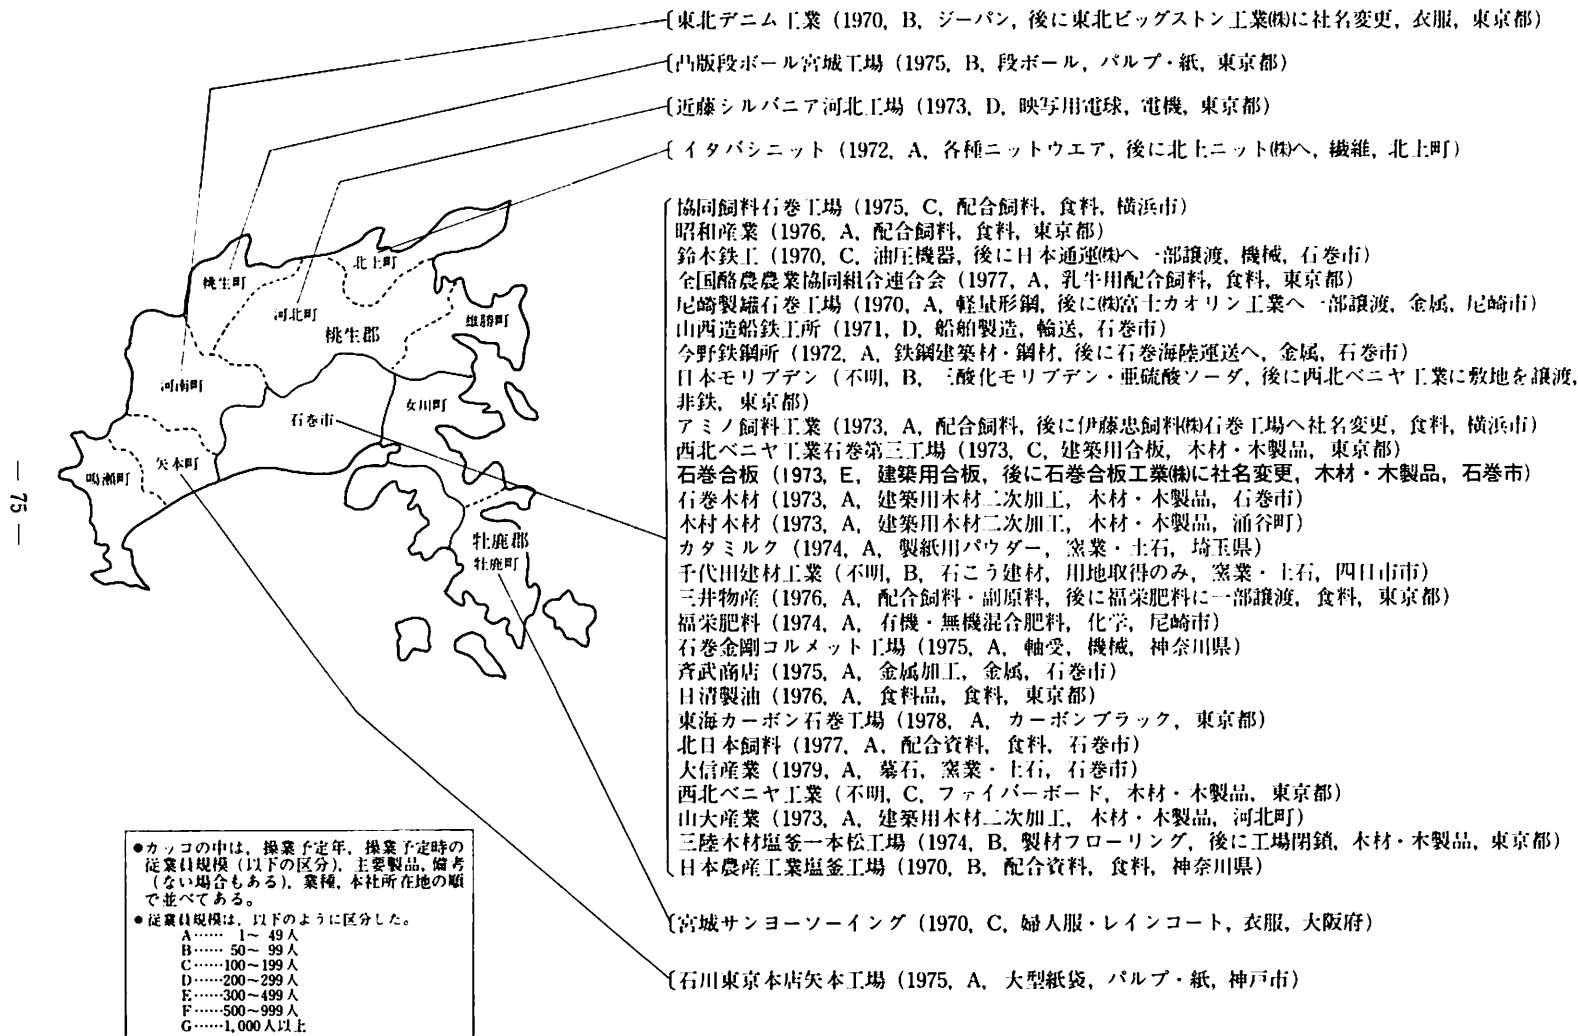 東北デニム工業（1970，B，ジーパン，後に東北ビッグストン工業㈱に社名変更，衣服，東京都）
凸版段ボール宮城工場（1975，B，段ボール，パルプ・紙，東京都）
近藤シルバニア河北工場（1973，D，映写用電球，電機，東京都）
イタバシニット（1972，A，各種ニットウエア，後に北上ニット㈱へ，繊維，北上町）
協同飼料石巻工場（1975，C，配合飼料，食料，横浜市）
昭和産業（1976，A，配合飼料，食料，東京都）
鈴木鉄工（1970，C，油圧機器，後に日本通運㈱へ一部譲渡，機械，石巻市）
全国酪農農業協同組合連合会（1977，A，乳牛用配合飼料，食料，東京都）
尾崎製罐石巻工場（1970，A，軽量形鋼，後に㈱富士カオリン工業へ一部譲渡，金属，尼崎市）
山西造船鉄工所（1971，D，船舶製造，輸送，石巻市）
今野鉄鋼所（1972，A，鉄鋼建築材・鋼材，後に石巻海陸運送へ，金属，石巻市）
日本モリブデン（不明，B，三酸化モリブデン・亜硫酸ソーダ，後に西北ベニヤ工業に敷地を譲渡，
非鉄，東京都）
アミノ飼料工業（1973，A，配合飼料，後に伊藤忠飼料㈱石巻工場へ社名変更，食料，横浜市）
西北ベニヤ工業石巻第三工場（1973，C，建築用合板，木材・木製品，東京都）
石巻合板（1973，E，建築用合板，後に石巻合板工業㈱に社名変更，木材・木製品，石巻市）
石巻木材（1973，A，建築用木材二次加工，木材・木製品，石巻市）
木村木材（1973，A，建築用木材二次加工，木材・木製品，涌谷町）
カタミルク（1974，A，製紙用パウダー，窯業・土石，埼玉県）
千代田建材工業（不明，B，石こう建材，用地取得のみ，窯業・土石，四日市市）
三井物産（1976，A，配合飼料・副原料，後に福栄肥料に一部譲渡，食料，東京都）
福栄肥料（1974，A，有機・無機混合肥料，化学，尼崎市）
石巻金剛コルメット工場（1975，A，軸受，機械，神奈川県）
斉武商店（1975，A，金属加工，金属，石巻市）
日清製油（1976，A，食料品，食料，東京都）
東海カーボン石巻工場（1978，A，カーボンブラック，東京都）
北日本飼料（1977，A，配合資料，食料，石巻市）
大信産業（1979，A，墓石，窯業・土石，石巻市）
西北ベニヤ工業（不明，C，ファイバーボード，木材・木製品，東京都）
山大産業（1973，A，建築用木材二次加工，木材・木製品，河北町）
三陸木材塩釜一本松工場（1974，B，製材フローリング，後に工場閉鎖，木材・木製品，東京都）
日本農産工業塩釜工場（1970，B，配合資料，食料，神奈川県）
宮城サンヨーソーイング（1970，C，婦人服・レインコート，衣服，大阪府）
石川東京本店矢本工場（1975，A，大型紙袋，パルプ・紙，神戸市）
北上町
桃生町
河北町
雄勝町
桃生郡
河南町
女川町
石巻市
矢本町
鳴瀬町
牡鹿郡
牡鹿町
●カッコの中は，操業予定年，操業予定時の
従業員規模（以下の区分），主要製品，備考
（ない場合もある），業種，本社所在地の順
で並べてある。
●従業員規模は，以下のように区分した。
A…… 1～ 49人
B…… 50～ 99人
C……100～199人
D……200～299人
E……300～499人
F……500～999人
G……1,000人以上
— 75 —